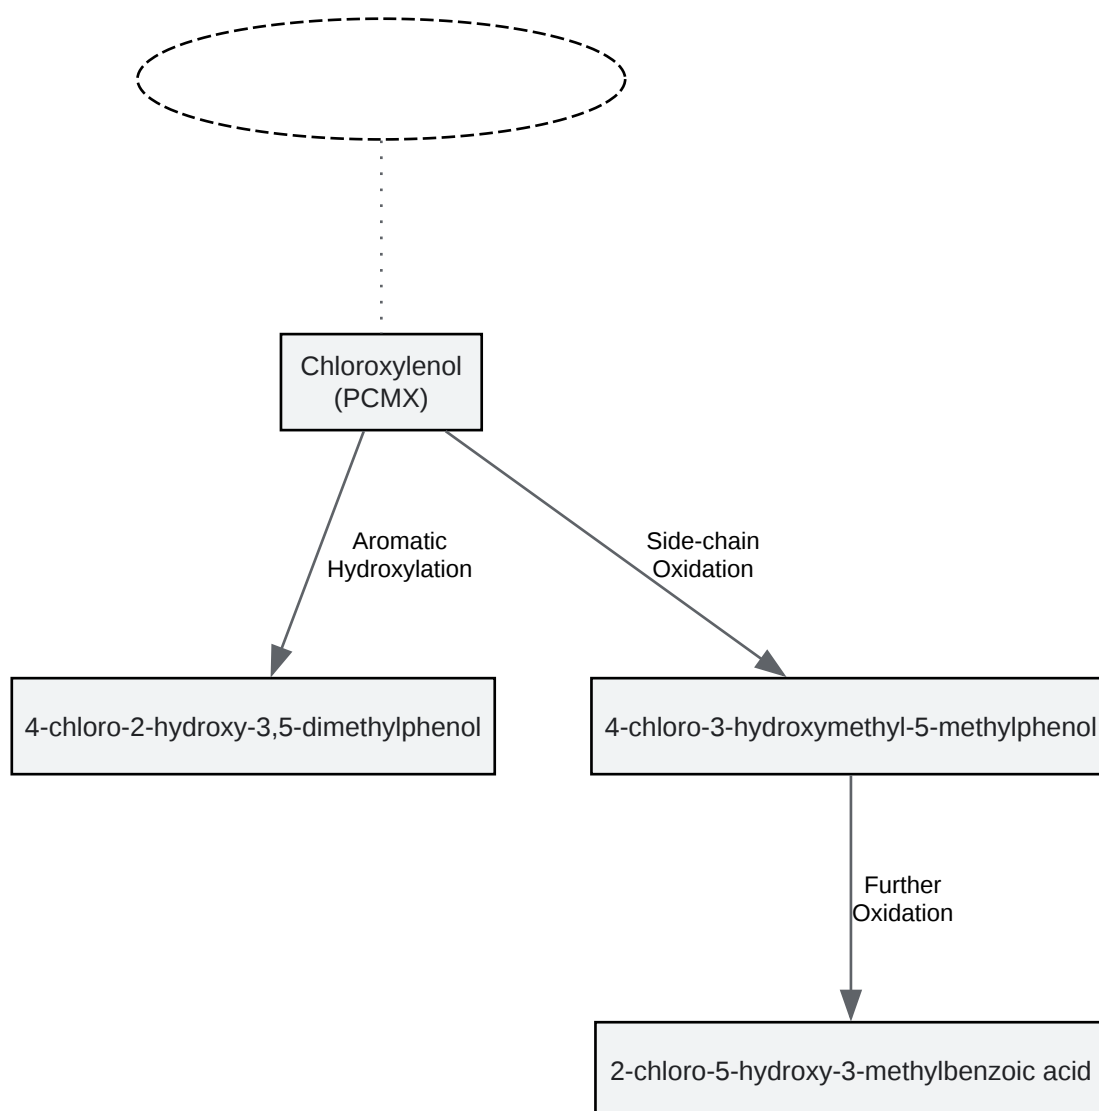 Chloroxylenol
(PCMX)
Aromatic
Hydroxylation
Side-chain
Oxidation
4-chloro-2-hydroxy-3,5-dimethylphenol
4-chloro-3-hydroxymethyl-5-methylphenol
Further
Oxidation
2-chloro-5-hydroxy-3-methylbenzoic acid